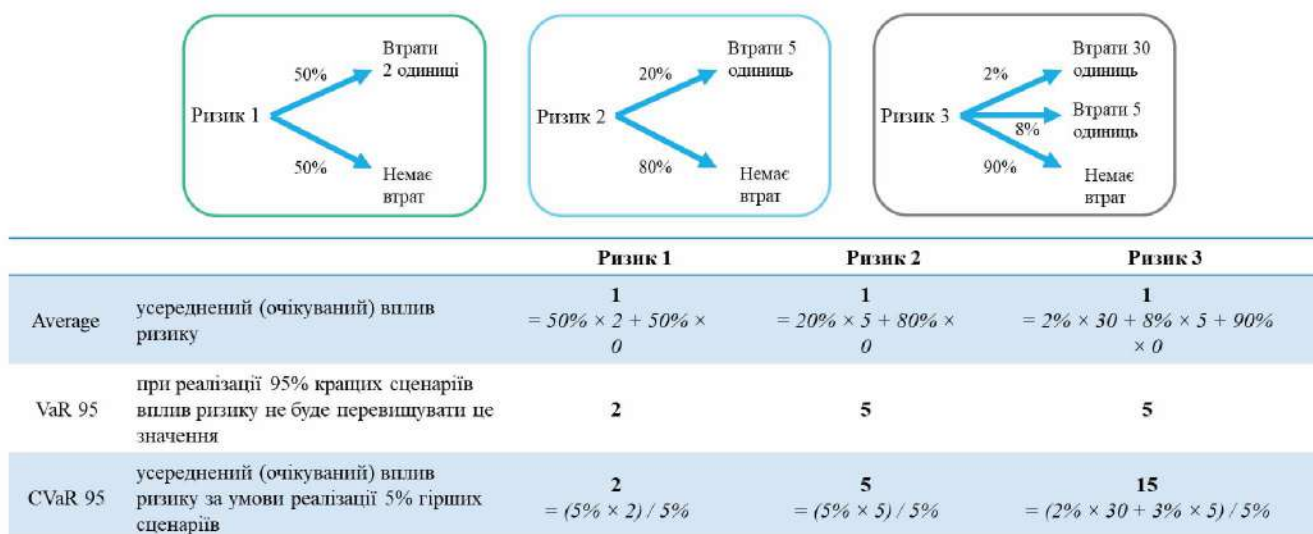 Ризик 1
50%
50%
Втрати
2 одиниці
Немає
втрат
Ризик 2
20%
80%
Втрати 5
одиниць
Немає
втрат
Ризик 3
2%
8%
90%
Втрати 30
одиниць
Втрати 5
одиниць
Немає
втрат
Ризик 1 Ризик 2 Ризик 3
Average
усереднений (очікуваний) вплив
ризику
1
= 50% × 2 + 50% ×
0
1
= 20% × 5 + 80% ×
0
1
= 2% × 30 + 8% × 5 + 90%
× 0
VaR 95
при реалізації 95% кращих сценаріїв
вплив ризику не буде перевищувати це
значення
2
5
5
CVaR 95
усереднений (очікуваний) вплив
ризику за умови реалізації 5% гірших
сценаріїв
2
= (5% × 2) / 5%
5
= (5% × 5) / 5%
15
= (2% × 30 + 3% × 5) / 5%